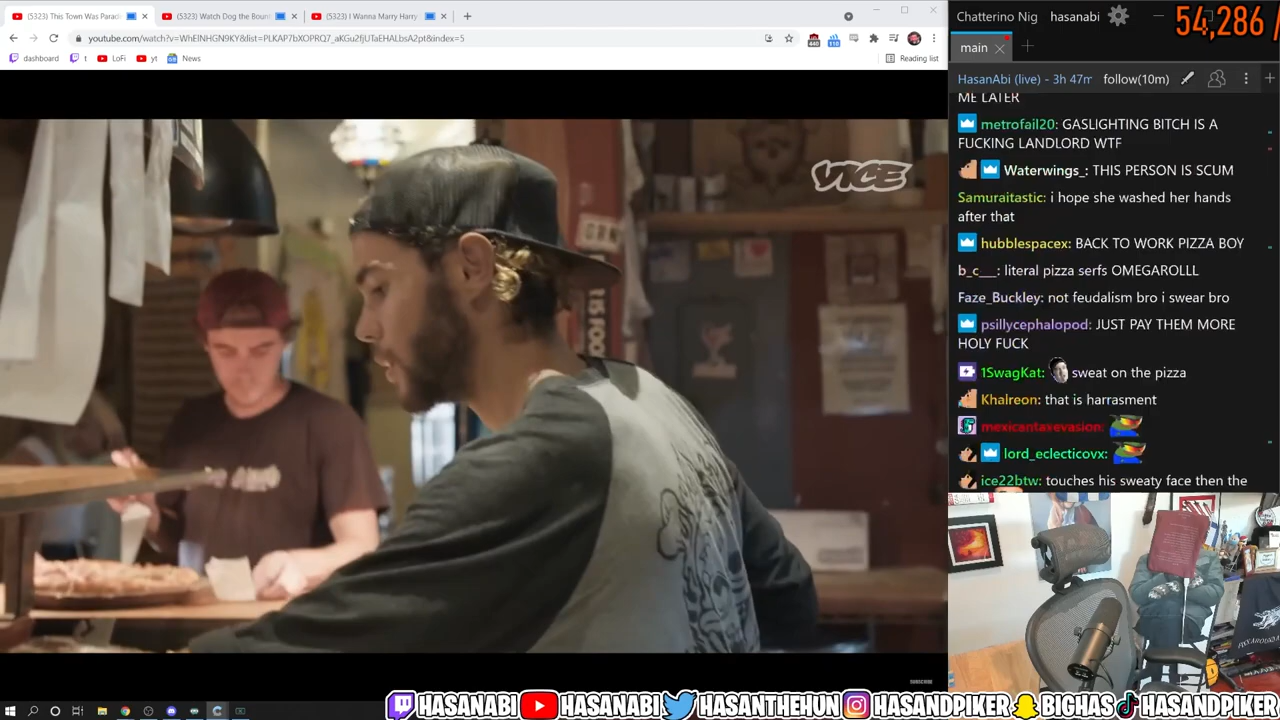 (5323) This Town Was Parad
(5323) Watch Dog the Boun
(5323) I Wanna Marry Harry
youtube.com/watch?v=WhElNHGN9KY&list=PLKAP7bXOPRQ7_aKGu2fjUTaEHALbsA2pt&index=5
440
110
dashboard
t
LoFi
yt
News
Reading list
VICE
SUBSCRIBE
Chatterino Nig
hasanabi
54,286 /
main
HasanAbi (live) - 3h 47m
follow(10m)
ME LATER
metrofail20: GASLIGHTING BITCH IS A
FUCKING LANDLORD WTF
Waterwings_: THIS PERSON IS SCUM
Samuraitastic: i hope she washed her hands
after that
hubblespacex: BACK TO WORK PIZZA BOY
b_c___: literal pizza serfs OMEGAROLLL
Faze_Buckley: not feudalism bro i swear bro
psillycephalopod: JUST PAY THEM MORE
HOLY FUCK
1SwagKat: sweat on the pizza
Khalreon: that is harrasment
mexicantaxevasion:
lord_eclecticovx:
ice22btw: touches his sweaty face then the
HASANABI
HASANABI
HASANTHEHUN
HASANDPIKER
BIGHAS
HASANDPIKER